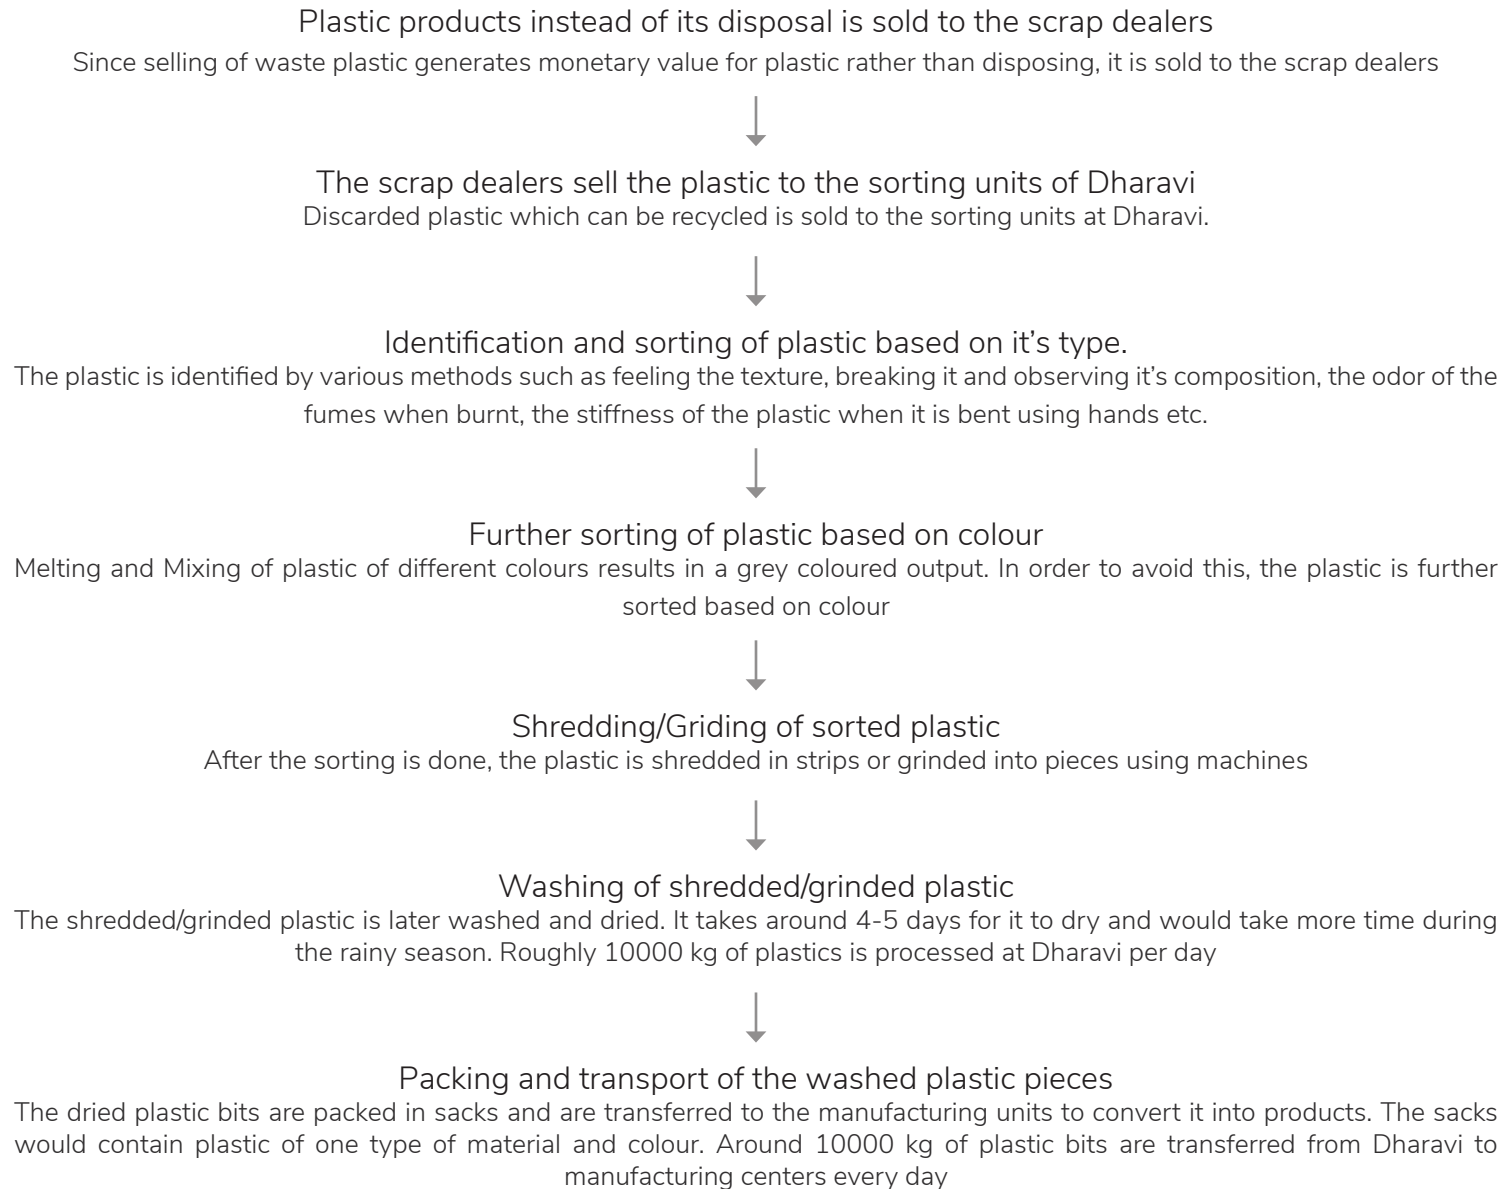 Plastic products instead of its disposal is sold to the scrap dealers
Since selling of waste plastic generates monetary value for plastic rather than disposing, it is sold to the scrap dealers
The scrap dealers sell the plastic to the sorting units of Dharavi
Discarded plastic which can be recycled is sold to the sorting units at Dharavi.
Identification and sorting of plastic based on it’s type.
The plastic is identified by various methods such as feeling the texture, breaking it and observing it’s composition, the odor of the
fumes when burnt, the stiffness of the plastic when it is bent using hands etc.
Further sorting of plastic based on colour
Melting and Mixing of plastic of different colours results in a grey coloured output. In order to avoid this, the plastic is further
sorted based on colour
Shredding/Griding of sorted plastic
After the sorting is done, the plastic is shredded in strips or grinded into pieces using machines
Washing of shredded/grinded plastic
The shredded/grinded plastic is later washed and dried. It takes around 4-5 days for it to dry and would take more time during
the rainy season. Roughly 10000 kg of plastics is processed at Dharavi per day
Packing and transport of the washed plastic pieces
The dried plastic bits are packed in sacks and are transferred to the manufacturing units to convert it into products. The sacks
would contain plastic of one type of material and colour. Around 10000 kg of plastic bits are transferred from Dharavi to
manufacturing centers every day